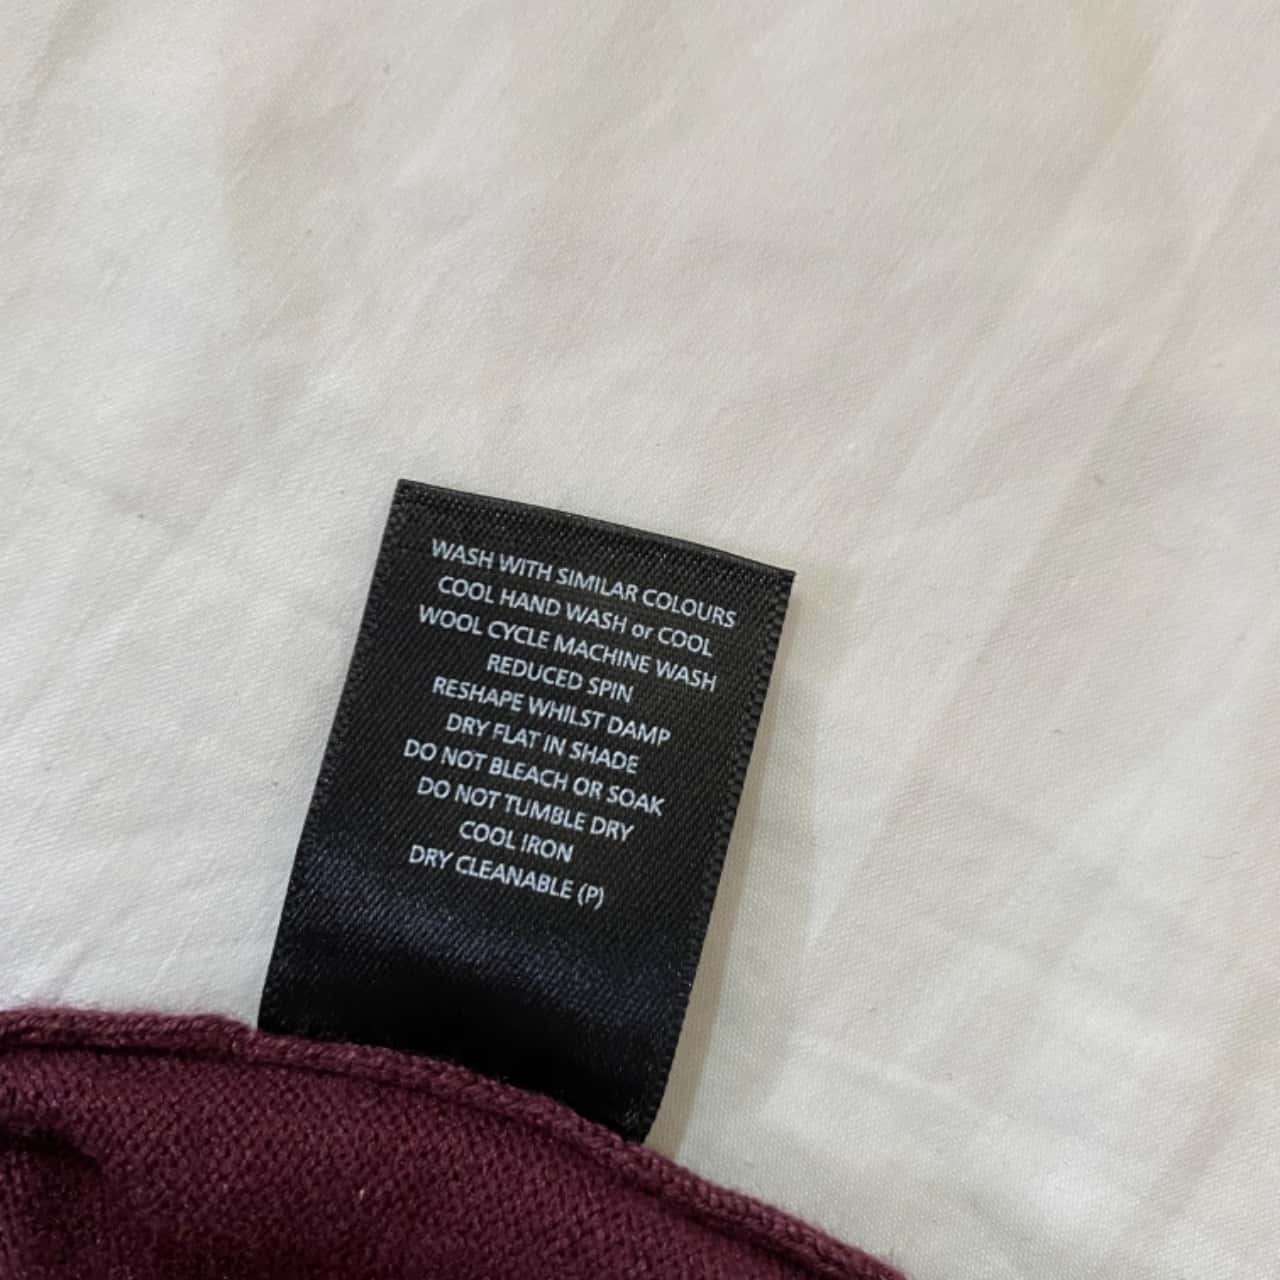 WASH WITH SIMILAR COLOURS
COOL HAND WASH or COOL
WOOL CYCLE MACHINE WASH
REDUCED SPIN
RESHAPE WHILST DAMP
DRY FLAT IN SHADE
DO NOT BLEACH OR SOAK
DO NOT TUMBLE DRY
COOL IRON
DRY CLEANABLE (P)